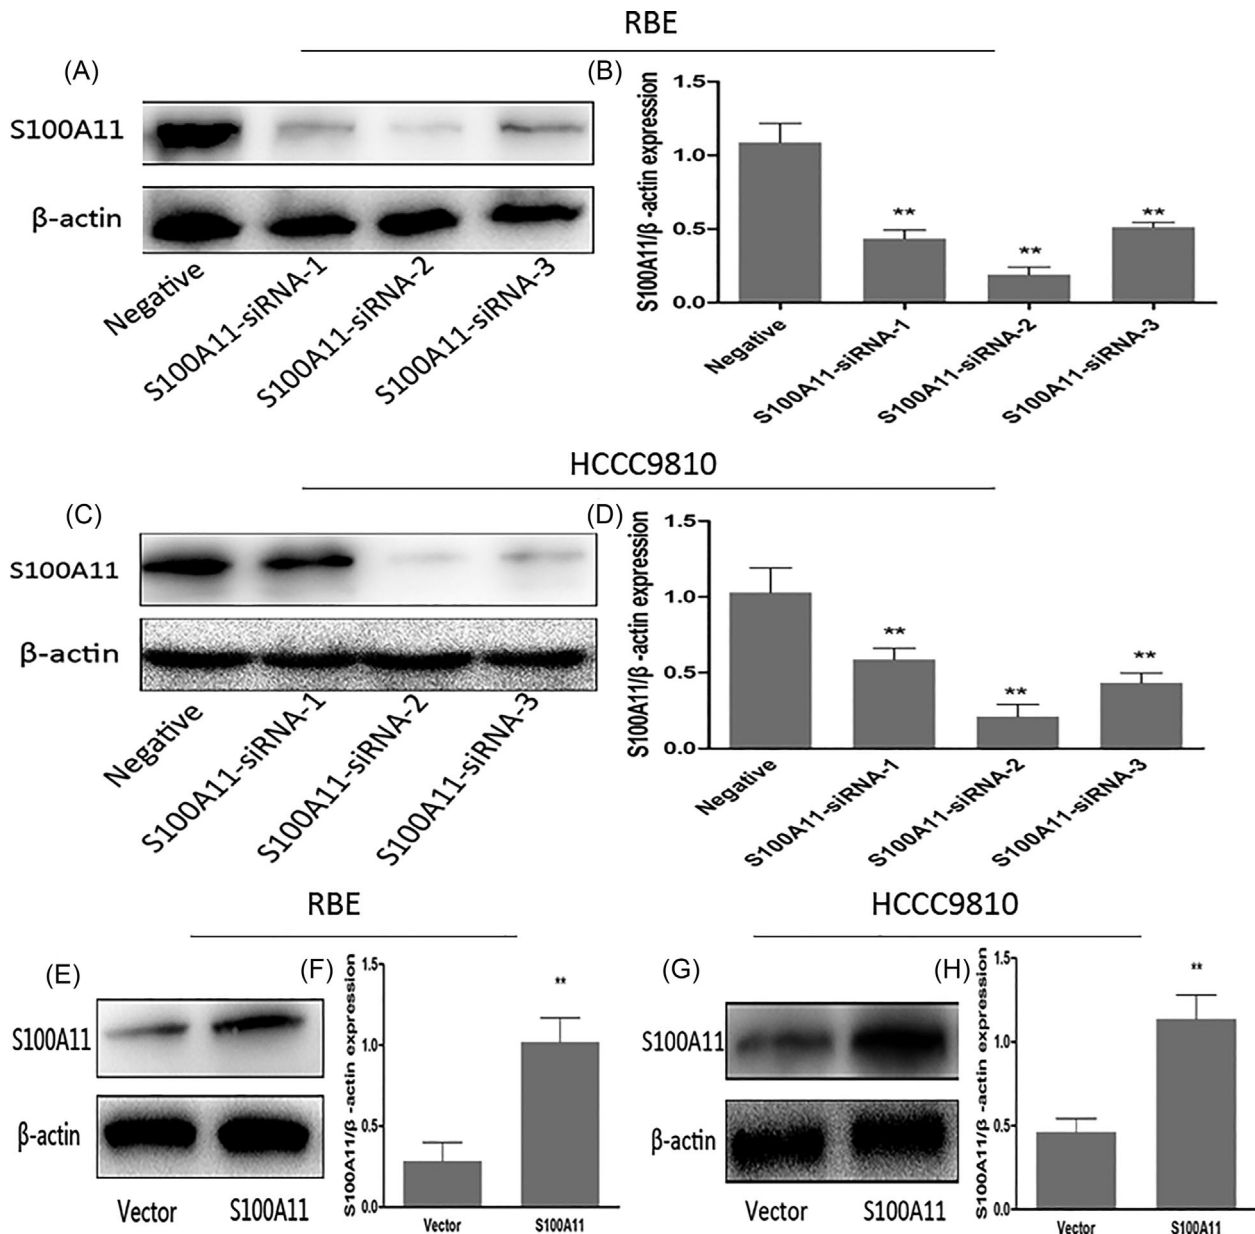 RBE
(A)
S100A11
β-actin
Negative
S100A11-siRNA-1
S100A11-siRNA-2
S100A11-siRNA-3
(B)
S100A11/β -actin expression
1.5
1.0
0.5
0.0
**
**
**
Negative
S100A11-siRNA-1
S100A11-siRNA-2
S100A11-siRNA-3
HCCC9810
(C)
S100A11
β-actin
Negative
S100A11-siRNA-1
S100A11-siRNA-2
S100A11-siRNA-3
(D)
S100A11/β -actin expression
1.5
1.0
0.5
0.0
**
**
**
Negative
S100A11-siRNA-1
S100A11-siRNA-2
S100A11-siRNA-3
RBE
(E)
S100A11
β-actin
Vector
S100A11
(F)
S100A11/β -actin expression
1.5
1.0
0.5
0.0
**
Vector
S100A11
HCCC9810
(G)
S100A11
β-actin
Vector
S100A11
(H)
S100A11/β -actin expression
1.5
1.0
0.5
0.0
**
Vector
S100A11